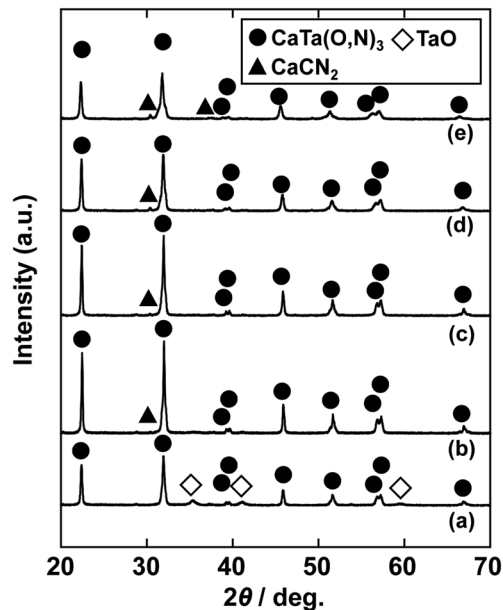 ● CaTa(O,N)₃ ◇ TaO
▲ CaCN₂
(e)
(d)
(c)
(b)
(a)
Intensity (a.u.)
20 30 40 50 60 70
2θ / deg.